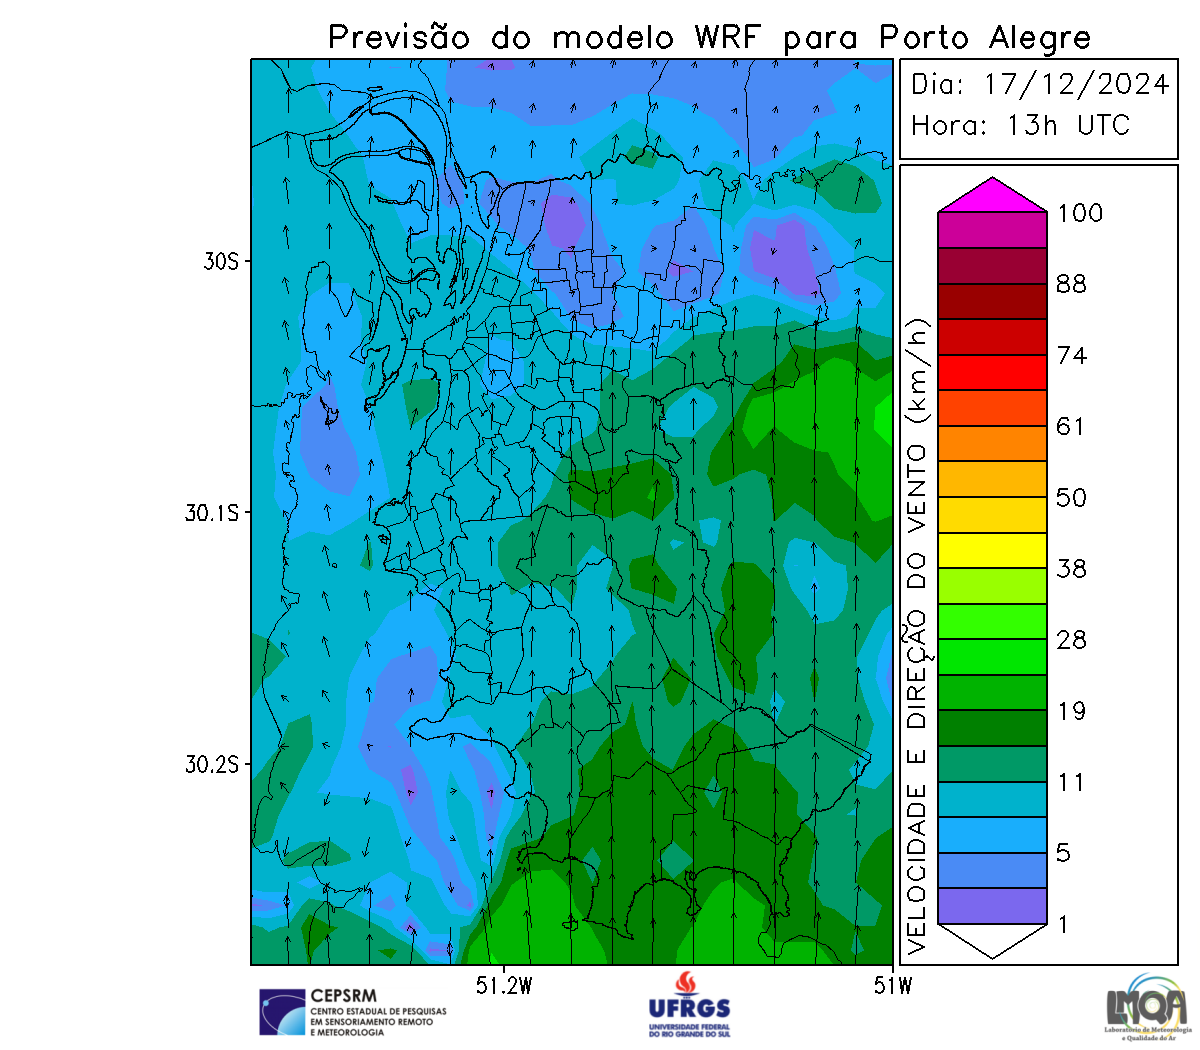 Previsão do modelo WRF para Porto Alegre
Dia: 17/12/2024
Hora: 13h UTC
30S
30.1S
30.2S
51.2W
51W
VELOCIDADE E DIREÇÃO DO VENTO (km/h)
100
88
74
61
50
38
28
19
11
5
1
CEPSRM
CENTRO ESTADUAL DE PESQUISAS
EM SENSORIAMENTO REMOTO
E METEOROLOGIA
UFRGS
UNIVERSIDADE FEDERAL
DO RIO GRANDE DO SUL
LMQA
Laboratório de Meteorologia
e Qualidade do Ar